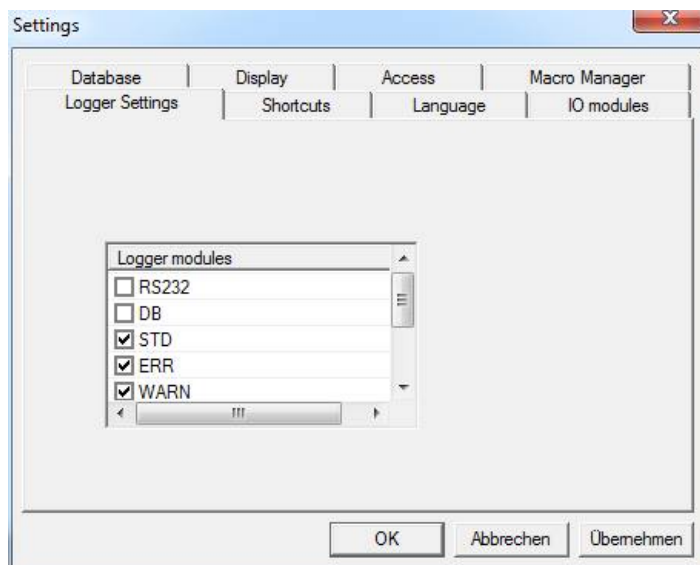 Settings
Database Display Access Macro Manager
Logger Settings Shortcuts Language IO modules
Logger modules
RS232
DB
STD
ERR
WARN
OK Abbrechen Übernehmen